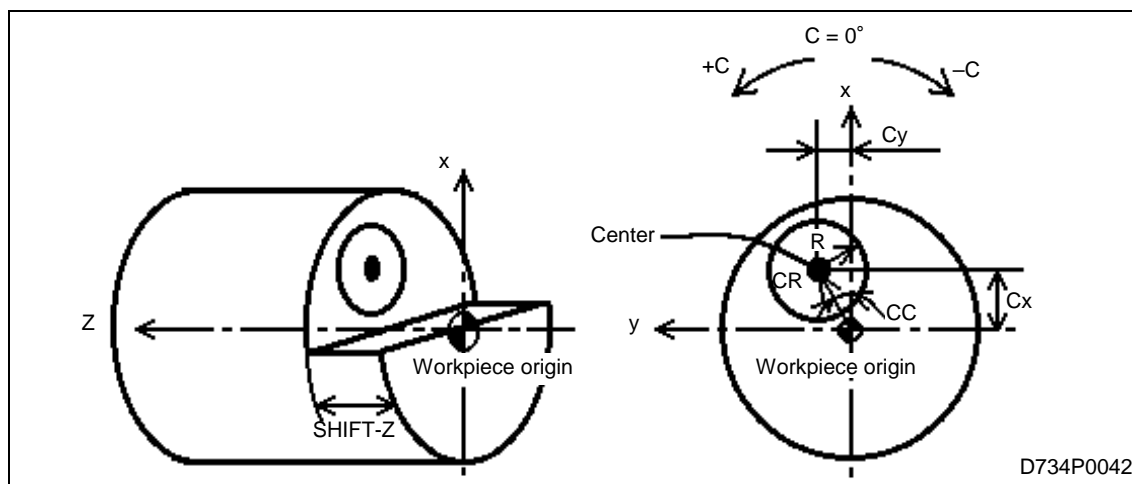 x
Z
Workpiece origin
SHIFT-Z
C = 0°
+C
–C
x
Cy
Center
R
CR
CC
Cx
y
Workpiece origin
D734P0042